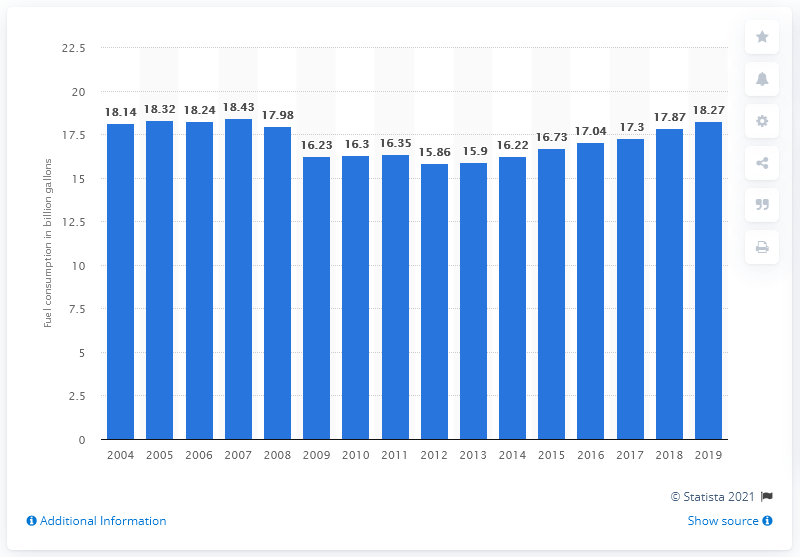 22.5
20
17.5
15
12.5
10
7.5
5
2.5
0
Fuel consumption in billion gallons
18.14 18.32 18.24 18.43 17.98 16.23 16.3 16.35 15.86 15.9 16.22 16.73 17.04 17.3 17.87 18.27
2004 2005 2006 2007 2008 2009 2010 2011 2012 2013 2014 2015 2016 2017 2018 2019
© Statista 2021
Additional Information
Show source